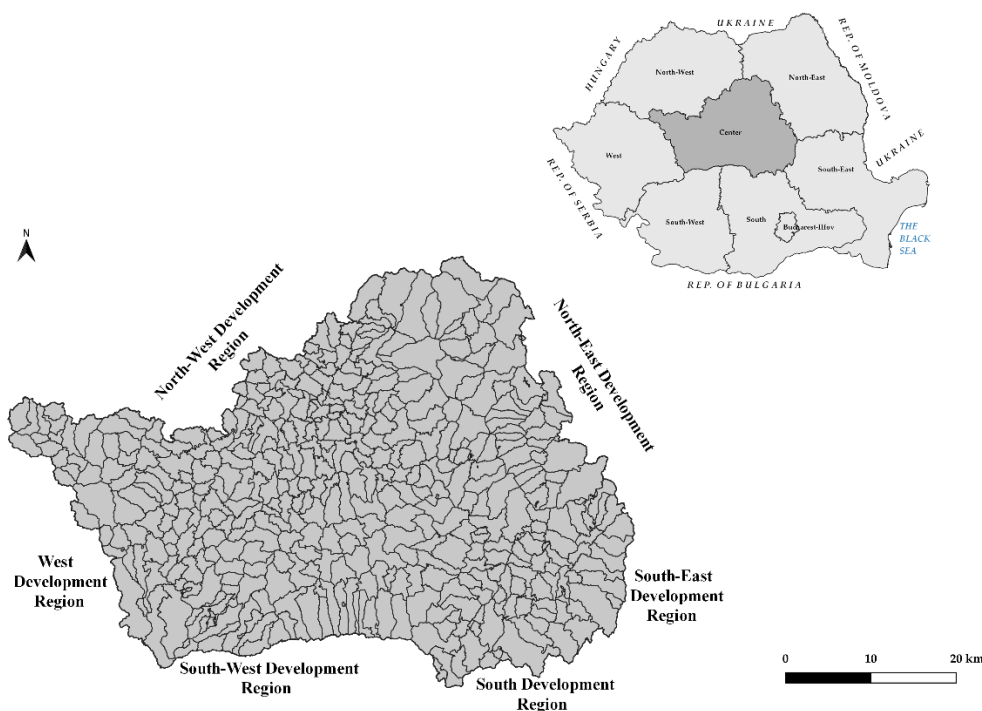 UKRAINE
HUNGARY
REP. OF MOLDOVA
North-West
North-East
Center
West
UKRAINE
South-East
REP. OF SERBIA
South-West
South
Bucharest-Ilfov
THE
BLACK
SEA
REP. OF BULGARIA
N
North-West Development
Region
North-East Development
Region
West
Development
Region
South-East
Development
Region
South-West Development
Region
South Development
Region
0
10
20 km